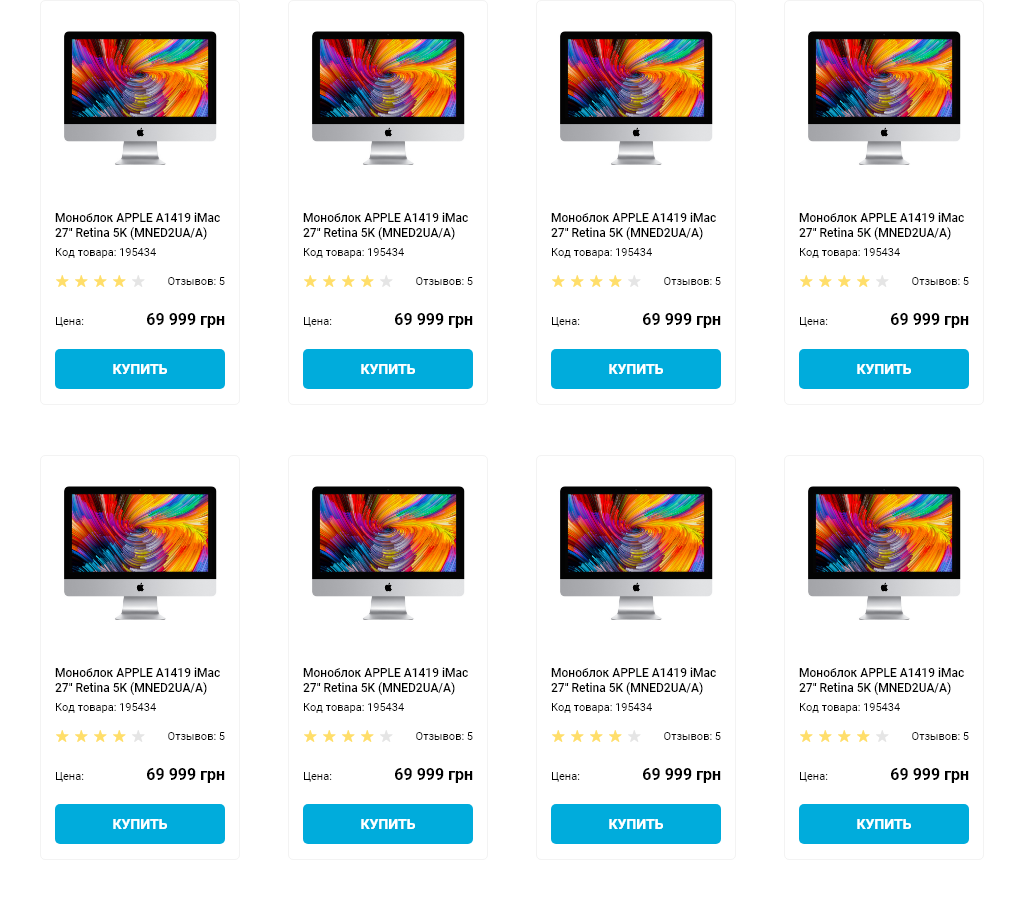 Моноблок APPLE A1419 iMac
27" Retina 5K (MNED2UA/A)
Код товара: 195434
Отзывов: 5
Цена: 69 999 грн
КУПИТЬ
Моноблок APPLE A1419 iMac
27" Retina 5K (MNED2UA/A)
Код товара: 195434
Отзывов: 5
Цена: 69 999 грн
КУПИТЬ
Моноблок APPLE A1419 iMac
27" Retina 5K (MNED2UA/A)
Код товара: 195434
Отзывов: 5
Цена: 69 999 грн
КУПИТЬ
Моноблок APPLE A1419 iMac
27" Retina 5K (MNED2UA/A)
Код товара: 195434
Отзывов: 5
Цена: 69 999 грн
КУПИТЬ
Моноблок APPLE A1419 iMac
27" Retina 5K (MNED2UA/A)
Код товара: 195434
Отзывов: 5
Цена: 69 999 грн
КУПИТЬ
Моноблок APPLE A1419 iMac
27" Retina 5K (MNED2UA/A)
Код товара: 195434
Отзывов: 5
Цена: 69 999 грн
КУПИТЬ
Моноблок APPLE A1419 iMac
27" Retina 5K (MNED2UA/A)
Код товара: 195434
Отзывов: 5
Цена: 69 999 грн
КУПИТЬ
Моноблок APPLE A1419 iMac
27" Retina 5K (MNED2UA/A)
Код товара: 195434
Отзывов: 5
Цена: 69 999 грн
КУПИТЬ